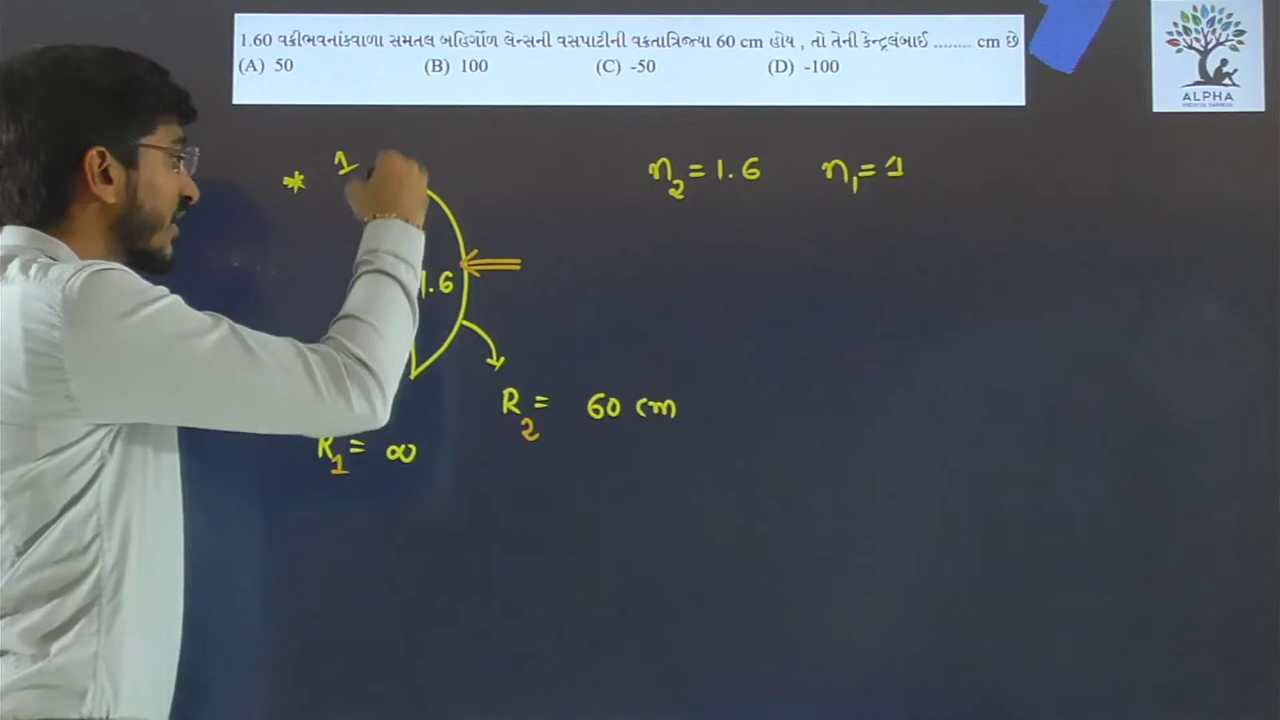 1.60 વક્રીભવનાંકવાળા સમતલ બહિર્ગોળ લેન્સની વસપાટીની વક્રતાત્રિજ્યા 60 cm હોય , તો તેની કેન્દ્રલંબાઈ ........ cm છે
(A) 50 (B) 100 (C) -50 (D) -100
ALPHA
* 1
n₂ = 1.6 n₁ = 1
1.6
R₂ = 60 cm
R₁ = ∞